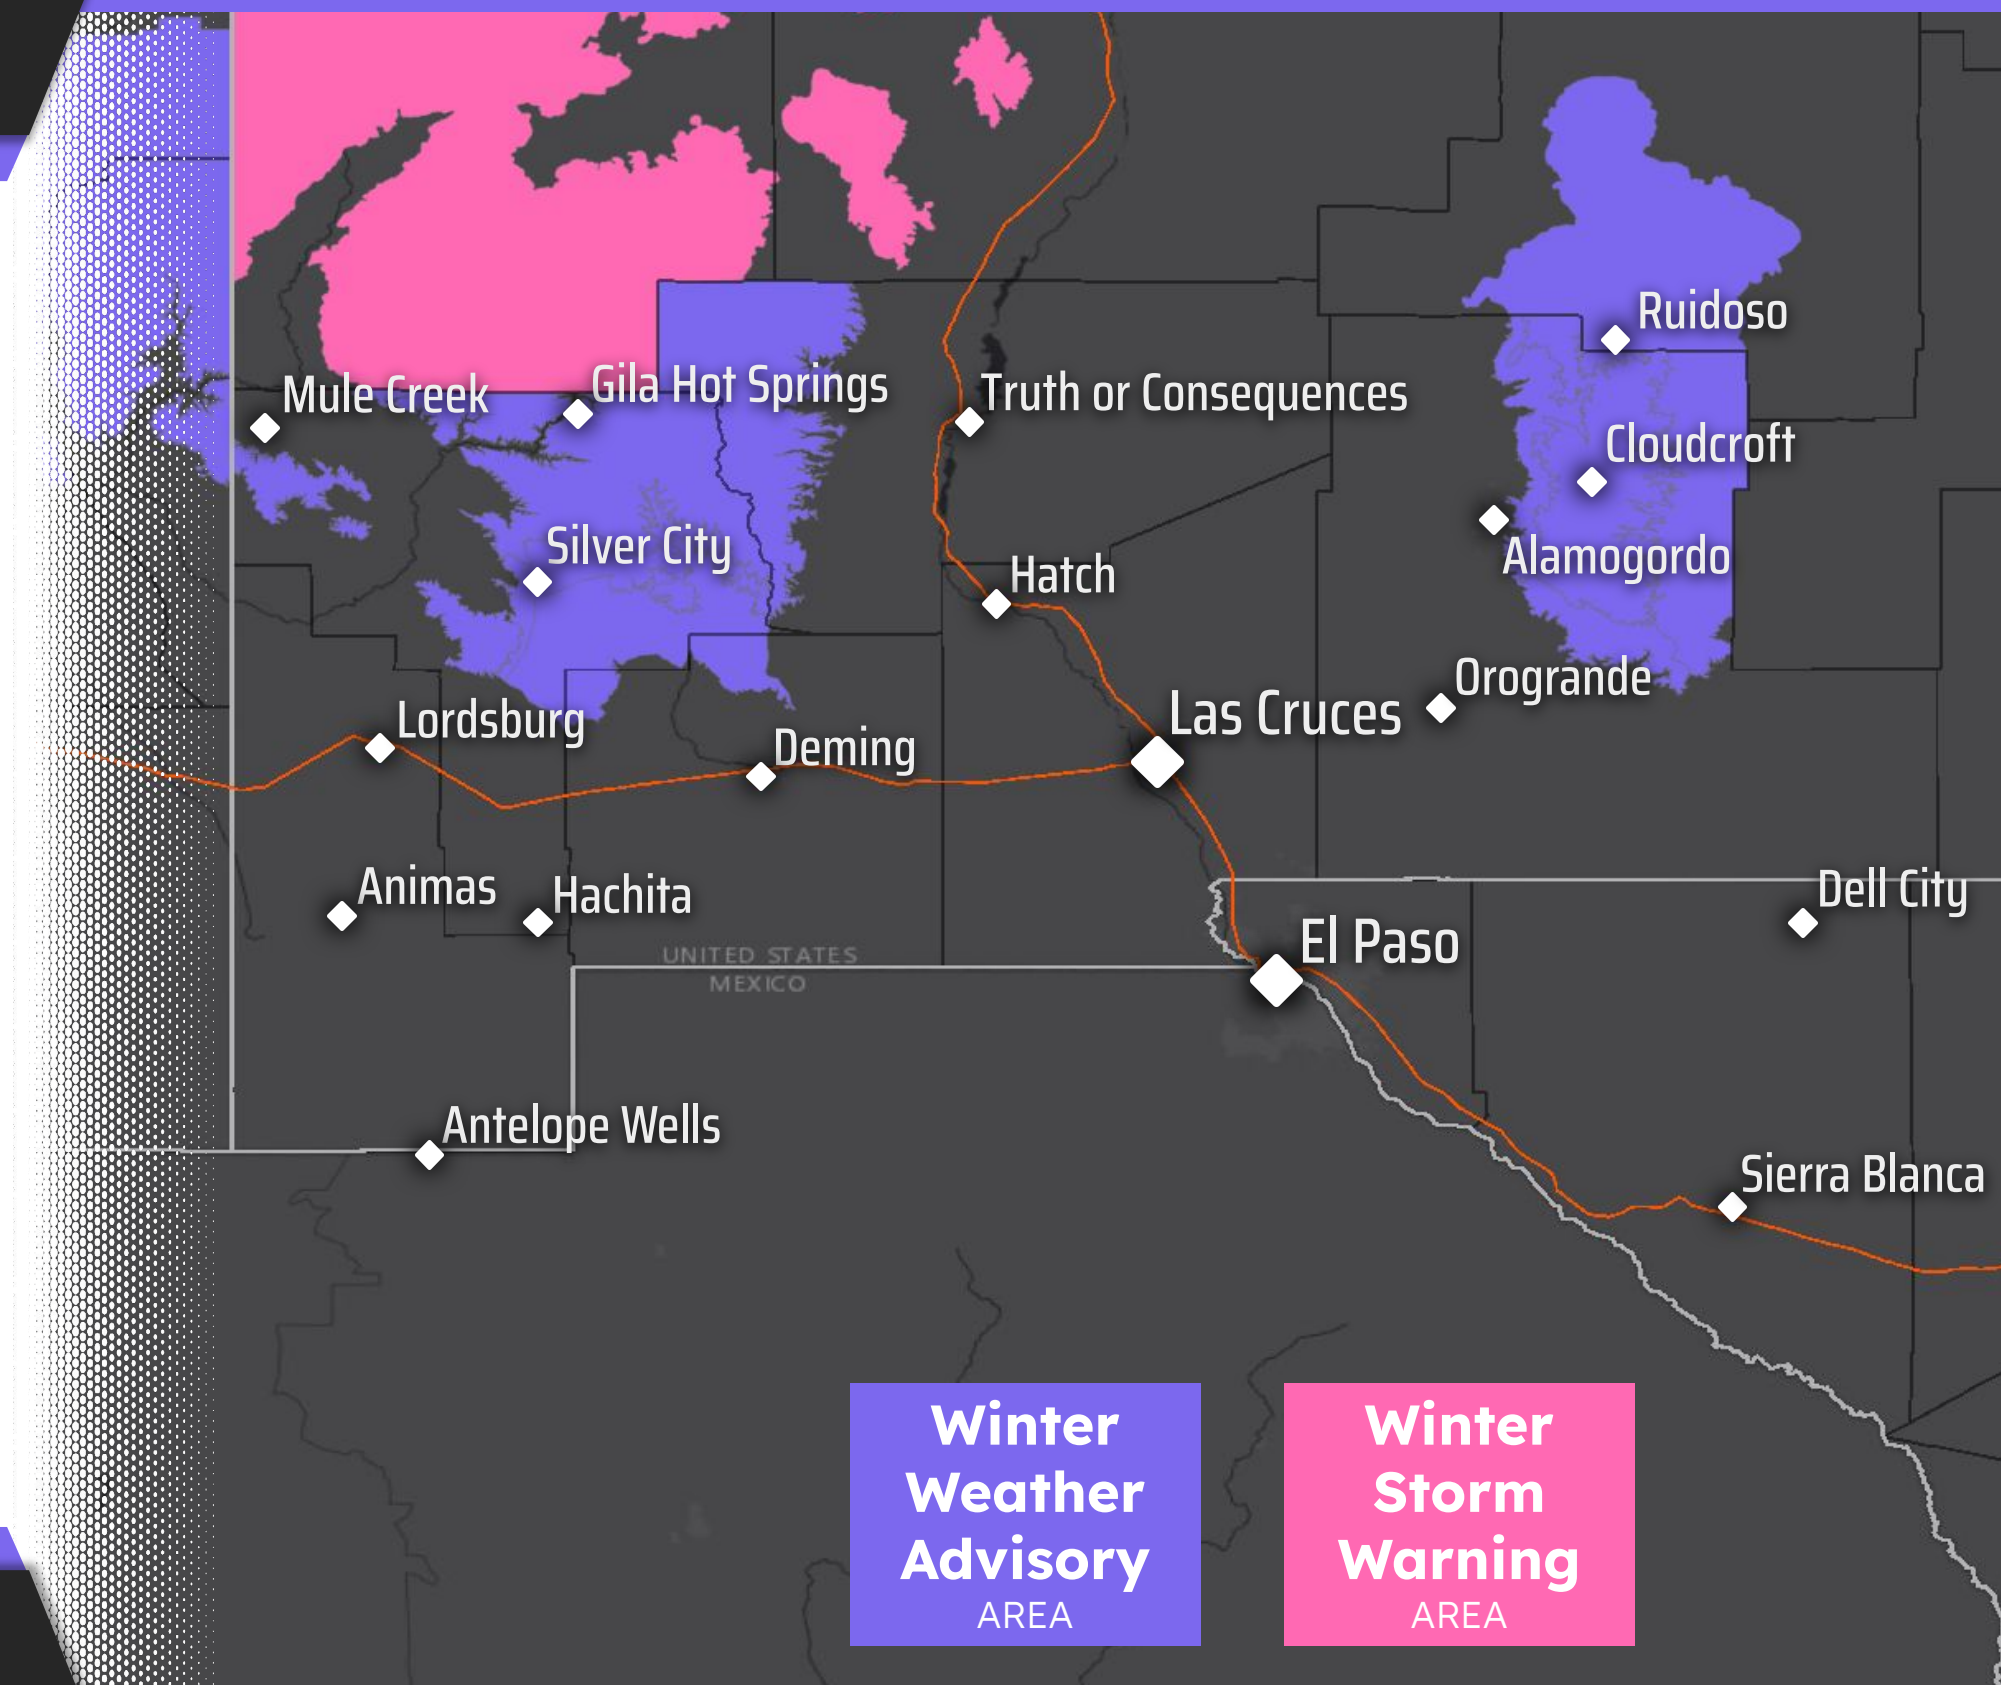 Ruidoso
Mule Creek
Gila Hot Springs
Truth or Consequences
Cloudcroft
Silver City
Alamogordo
Hatch
Orogrande
Lordsburg
Las Cruces
Deming
Animas
Hachita
Dell City
UNITED STATES
MEXICO
El Paso
Antelope Wells
Sierra Blanca
Winter
Weather
Advisory
AREA
Winter
Storm
Warning
AREA